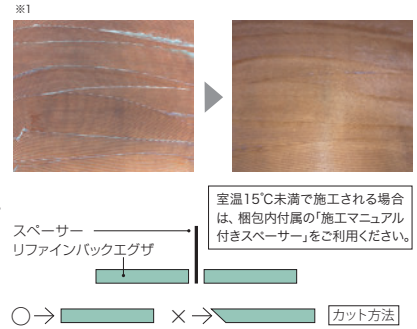 ※1
室温15℃未満で施工される場合
は、梱包内付属の「施工マニュアル
付きスペーサー」をご利用ください。
スペーサー
リファインバックエグザ
カット方法